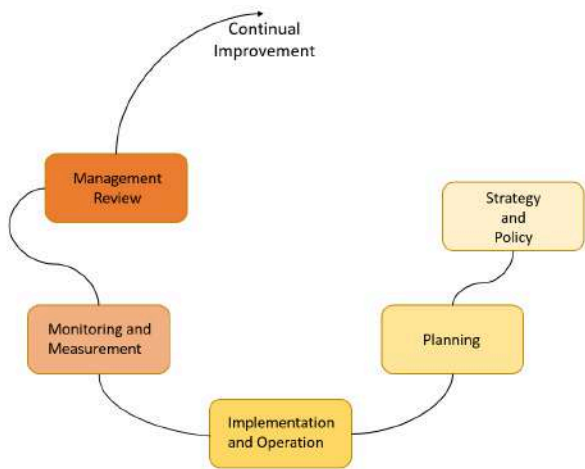 Continual
Improvement
Management
Review
Strategy
and
Policy
Monitoring and
Measurement
Planning
Implementation
and Operation